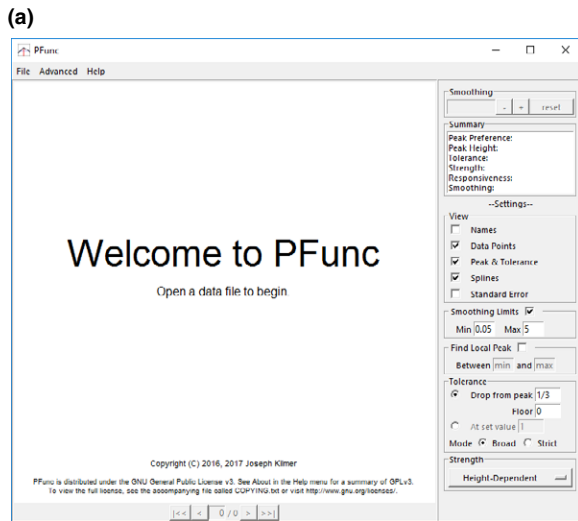 (a)
PFunc
File Advanced Help
Smoothing
- + reset
Summary
Peak Preference:
Peak Height:
Tolerance:
Strength:
Responsiveness:
Smoothing:
--Settings--
View
Names
Data Points
Peak & Tolerance
Splines
Standard Error
Smoothing Limits
Min 0.05 Max 5
Find Local Peak
Between min and max
Tolerance
Drop from peak 1/3
Floor 0
At set value 1
Mode Broad Strict
Strength
Height-Dependent
Welcome to PFunc
Open a data file to begin
Copyright (C) 2016, 2017 Joseph Kilmer
PFunc is distributed under the GNU General Public License v3. See About in the Help menu for a summary of GPLv3.
To view the full license, see the accompanying file called COPYING.txt or visit http://www.gnu.org/licenses/.
|<< < 0 / 0 > >>|